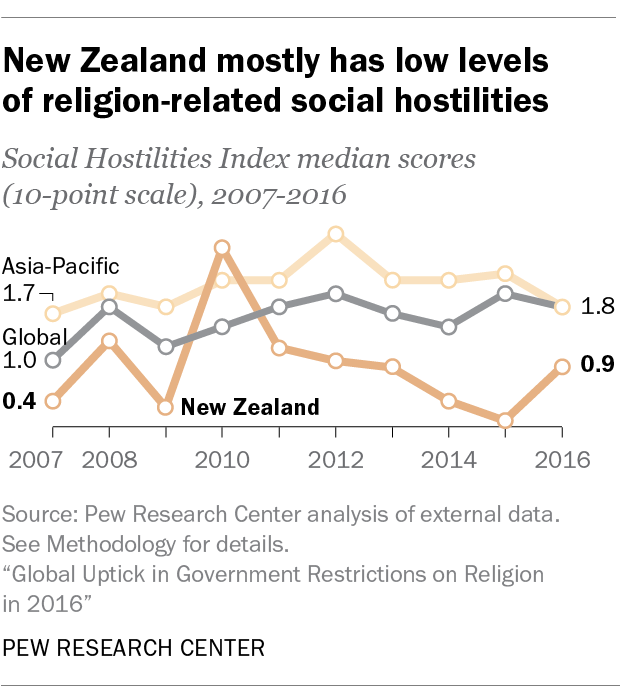 New Zealand mostly has low levels
of religion-related social hostilities
Social Hostilities Index median scores
(10-point scale), 2007-2016
Asia-Pacific
1.7
Global
1.0
0.4
New Zealand
1.8
0.9
2007 2008 2010 2012 2014 2016
Source: Pew Research Center analysis of external data.
See Methodology for details.
“Global Uptick in Government Restrictions on Religion
in 2016”
PEW RESEARCH CENTER